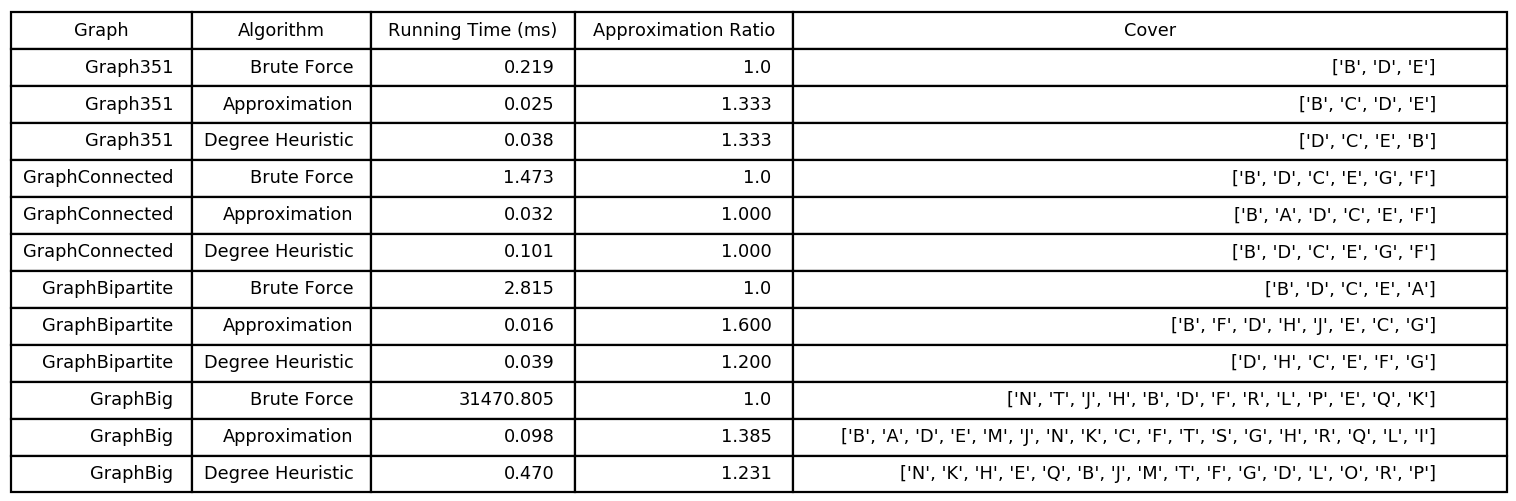 Graph Algorithm Running Time (ms) Approximation Ratio Cover
Graph351 Brute Force 0.219 1.0 ['B', 'D', 'E']
Graph351 Approximation 0.025 1.333 ['B', 'C', 'D', 'E']
Graph351 Degree Heuristic 0.038 1.333 ['D', 'C', 'E', 'B']
GraphConnected Brute Force 1.473 1.0 ['B', 'D', 'C', 'E', 'G', 'F']
GraphConnected Approximation 0.032 1.000 ['B', 'A', 'D', 'C', 'E', 'F']
GraphConnected Degree Heuristic 0.101 1.000 ['B', 'D', 'C', 'E', 'G', 'F']
GraphBipartite Brute Force 2.815 1.0 ['B', 'D', 'C', 'E', 'A']
GraphBipartite Approximation 0.016 1.600 ['B', 'F', 'D', 'H', 'J', 'E', 'C', 'G']
GraphBipartite Degree Heuristic 0.039 1.200 ['D', 'H', 'C', 'E', 'F', 'G']
GraphBig Brute Force 31470.805 1.0 ['N', 'T', 'J', 'H', 'B', 'D', 'F', 'R', 'L', 'P', 'E', 'Q', 'K']
GraphBig Approximation 0.098 1.385 ['B', 'A', 'D', 'E', 'M', 'J', 'N', 'K', 'C', 'F', 'T', 'S', 'G', 'H', 'R', 'Q', 'L', 'I']
GraphBig Degree Heuristic 0.470 1.231 ['N', 'K', 'H', 'E', 'Q', 'B', 'J', 'M', 'T', 'F', 'G', 'D', 'L', 'O', 'R', 'P']